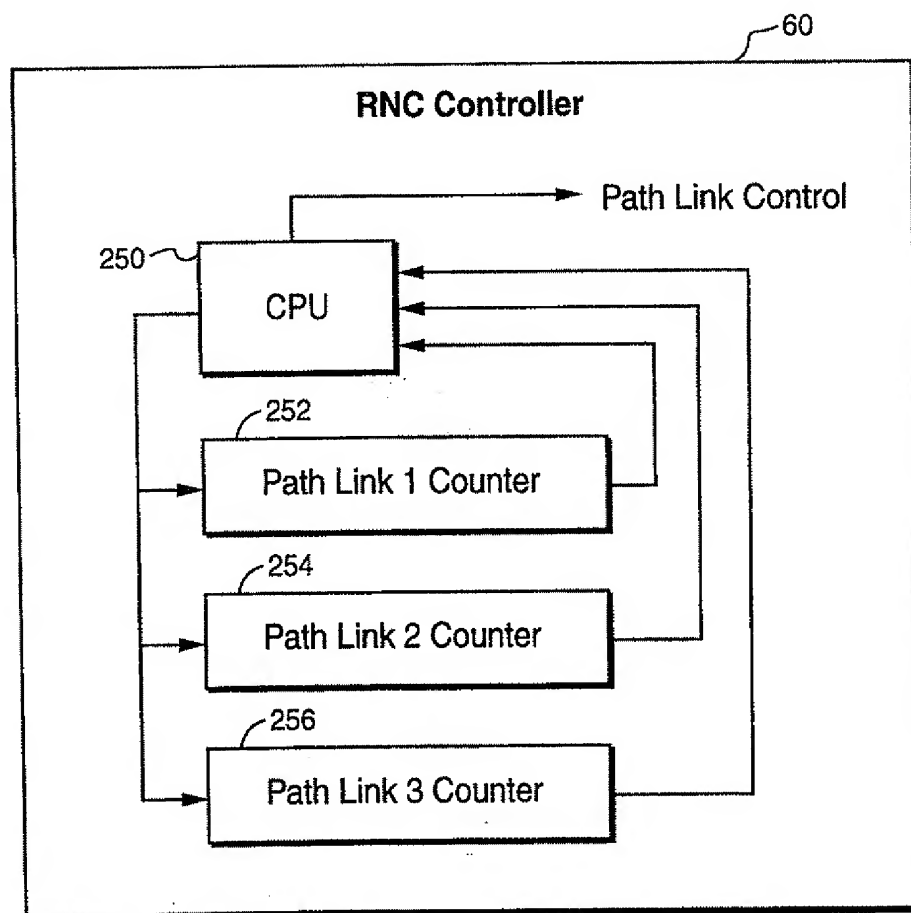 60
RNC Controller
Path Link Control
250
CPU
252
Path Link 1 Counter
254
Path Link 2 Counter
256
Path Link 3 Counter